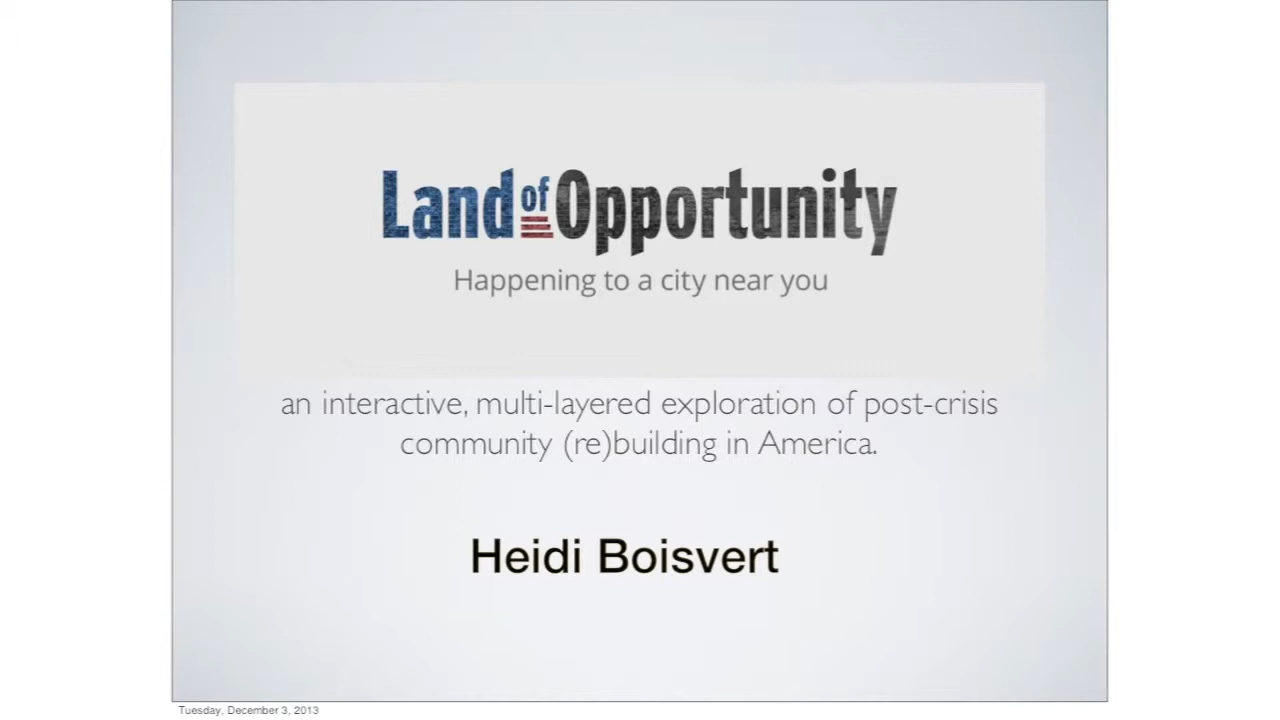 Land of Opportunity
Happening to a city near you
an interactive, multi-layered exploration of post-crisis
community (re)building in America.
Heidi Boisvert
Tuesday, December 3, 2013